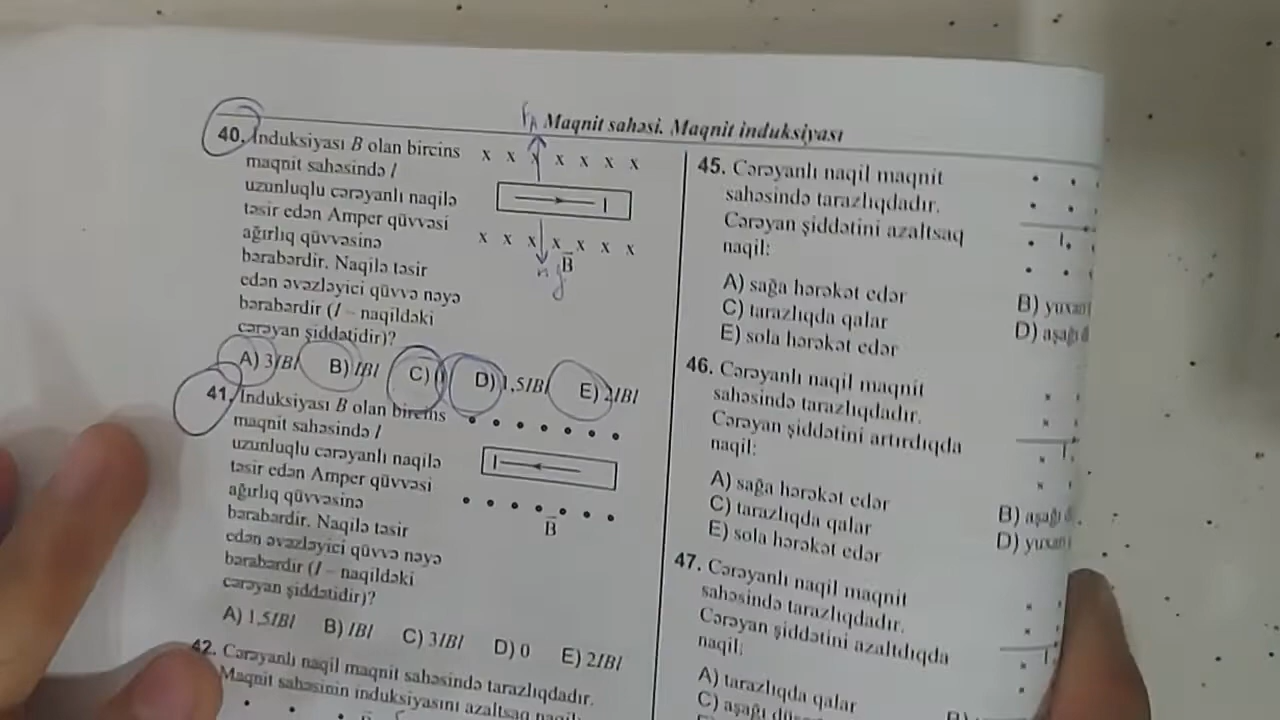 Maqnit sahəsi. Maqnit induksiyası
40. İnduksiyası B olan bircins
maqnit sahəsində l
uzunluqlu cərəyanlı naqilə
təsir edən Amper qüvvəsi
ağırlıq qüvvəsinə
bərabərdir. Naqilə təsir
edən əvəzləyici qüvvə nəyə
bərabərdir (I – naqildəki
cərəyan şiddətidir)?
F_A
x x x x x x x
I
x x x x x x x
B
mg
A) 3IBl B) IBl C) 0 D) 1,5IBl E) 2IBl
41. İnduksiyası B olan bircins
maqnit sahəsində l
uzunluqlu cərəyanlı naqilə
təsir edən Amper qüvvəsi
ağırlıq qüvvəsinə
bərabərdir. Naqilə təsir
edən əvəzləyici qüvvə nəyə
bərabərdir (I – naqildəki
cərəyan şiddətidir)?
I
B
A) 1,5IBl B) IBl C) 3IBl D) 0 E) 2IBl
42. Cərəyanlı naqil maqnit sahəsində tarazlıqdadır.
Maqnit sahəsinin induksiyasını azaltsaq
45. Cərəyanlı naqil maqnit
sahəsində tarazlıqdadır.
Cərəyan şiddətini azaltsaq
naqil:
I
A) sağa hərəkət edər B)
C) tarazlıqda qalar D)
E) sola hərəkət edər
46. Cərəyanlı naqil maqnit
sahəsində tarazlıqdadır.
Cərəyan şiddətini artırdıqda
naqil:
I
A) sağa hərəkət edər B) aşağı
C) tarazlıqda qalar D)
E) sola hərəkət edər
47. Cərəyanlı naqil maqnit
sahəsində tarazlıqdadır.
Cərəyan şiddətini azaltdıqda
naqil:
I
A) tarazlıqda qalar
C) aşağı